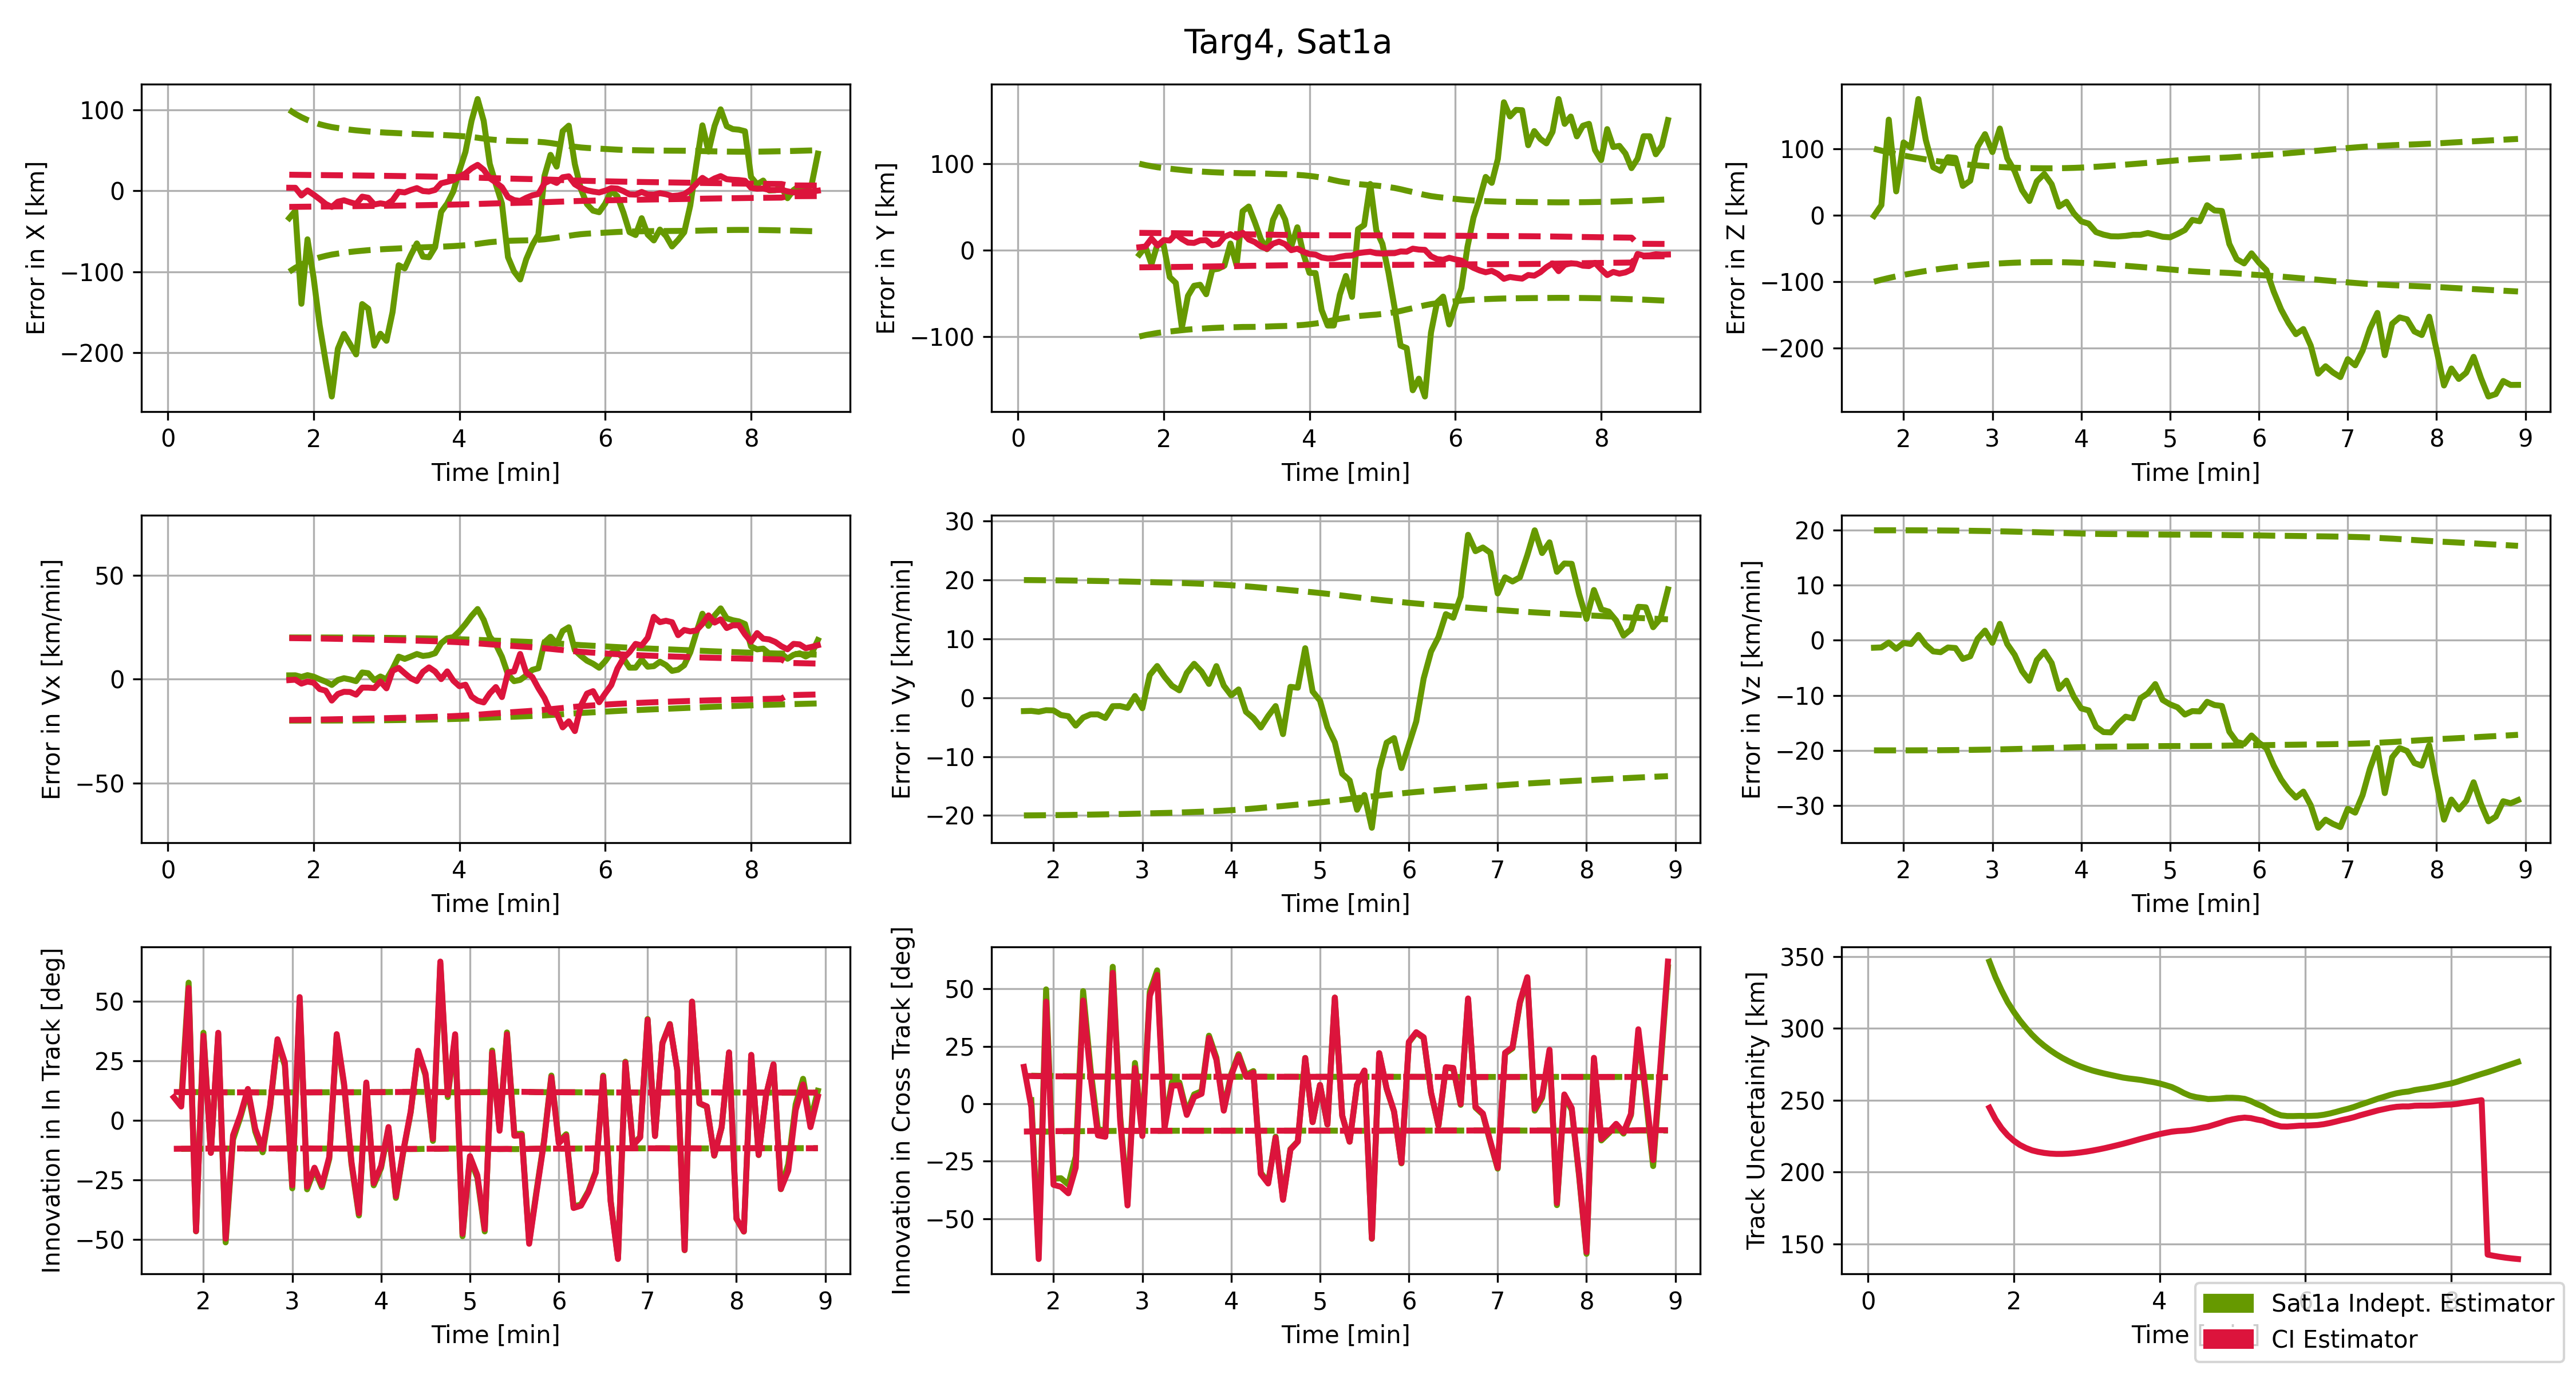 Targ4, Sat1a
Error in X [km]
100
0
−100
−200
0 2 4 6 8
Time [min]
Error in Y [km]
100
0
−100
0 2 4 6 8
Time [min]
Error in Z [km]
100
0
−100
−200
2 3 4 5 6 7 8 9
Time [min]
Error in Vx [km/min]
50
0
−50
0 2 4 6 8
Time [min]
Error in Vy [km/min]
30
20
10
0
−10
−20
2 3 4 5 6 7 8 9
Time [min]
Error in Vz [km/min]
20
10
0
−10
−20
−30
2 3 4 5 6 7 8 9
Time [min]
Innovation in In Track [deg]
50
25
0
−25
−50
2 3 4 5 6 7 8 9
Time [min]
Innovation in Cross Track [deg]
50
25
0
−25
−50
2 3 4 5 6 7 8 9
Time [min]
Track Uncertainity [km]
350
300
250
200
150
0 2 4 6 8
Time [min]
Sat1a Indept. Estimator
CI Estimator